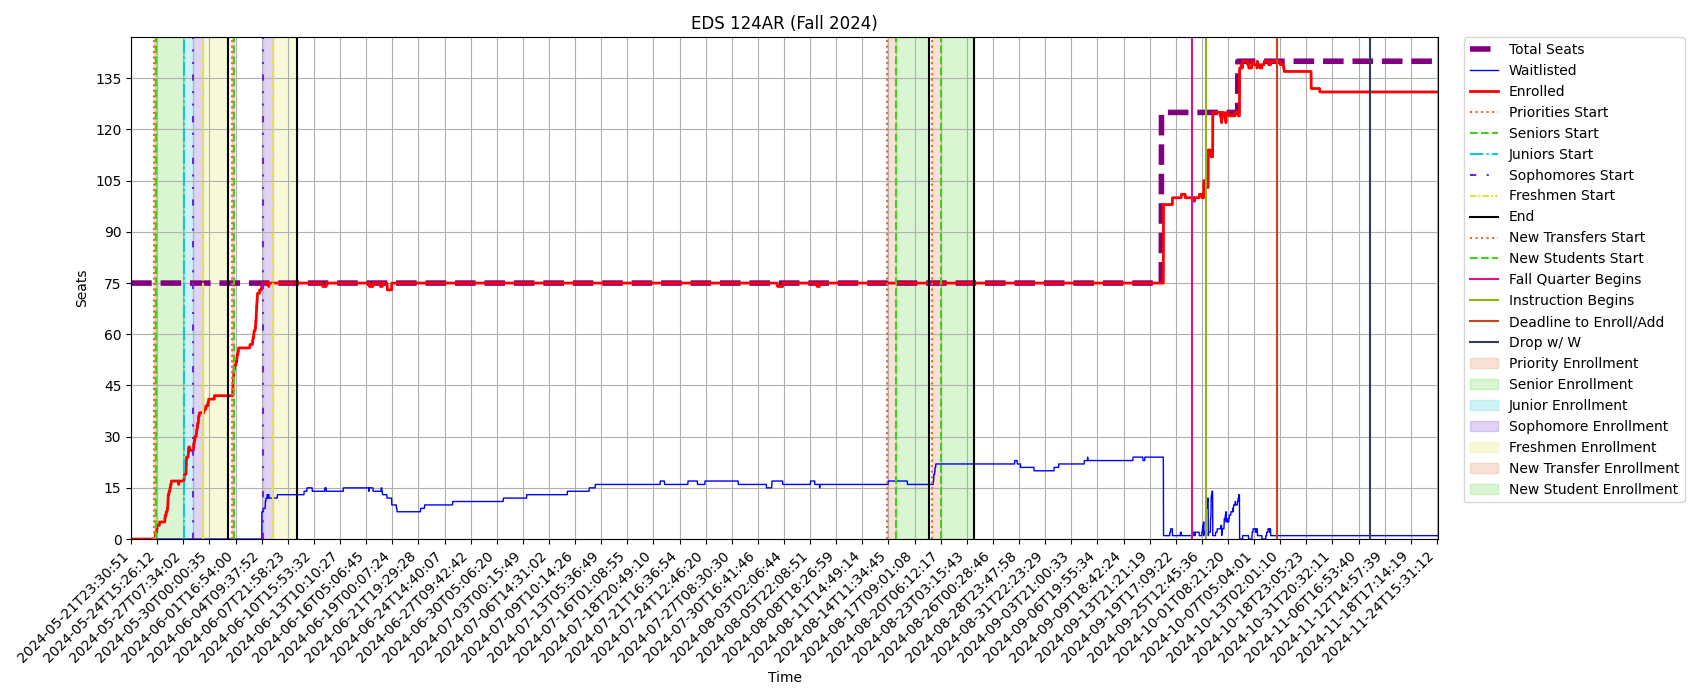 EDS 124AR (Fall 2024)
Seats
135
120
105
90
75
60
45
30
15
0
2024-05-21T23:30:51
2024-05-24T15:26:12
2024-05-27T07:34:02
2024-05-30T00:00:35
2024-06-01T16:54:00
2024-06-04T09:37:52
2024-06-07T21:58:23
2024-06-10T15:53:32
2024-06-13T10:10:27
2024-06-16T05:06:45
2024-06-19T00:07:24
2024-06-21T19:29:28
2024-06-24T14:40:07
2024-06-27T09:42:42
2024-06-30T05:06:20
2024-07-03T00:15:49
2024-07-06T14:31:02
2024-07-09T10:14:26
2024-07-13T05:36:49
2024-07-16T01:08:55
2024-07-18T20:49:10
2024-07-21T16:36:54
2024-07-24T12:46:20
2024-07-27T08:30:30
2024-07-30T16:41:46
2024-08-03T02:06:44
2024-08-05T22:08:51
2024-08-08T18:26:59
2024-08-11T14:49:14
2024-08-14T11:34:45
2024-08-17T09:01:08
2024-08-20T06:12:17
2024-08-23T03:15:43
2024-08-26T00:28:46
2024-08-28T23:47:58
2024-08-31T22:23:29
2024-09-03T21:00:33
2024-09-06T19:55:34
2024-09-09T18:42:24
2024-09-13T21:21:19
2024-09-19T17:09:22
2024-09-25T12:45:36
2024-10-01T08:21:20
2024-10-07T05:04:01
2024-10-13T02:01:10
2024-10-18T23:05:23
2024-10-31T20:32:11
2024-11-06T16:53:40
2024-11-12T14:57:39
2024-11-18T17:14:19
2024-11-24T15:31:12
Time
Total Seats
Waitlisted
Enrolled
Priorities Start
Seniors Start
Juniors Start
Sophomores Start
Freshmen Start
End
New Transfers Start
New Students Start
Fall Quarter Begins
Instruction Begins
Deadline to Enroll/Add
Drop w/ W
Priority Enrollment
Senior Enrollment
Junior Enrollment
Sophomore Enrollment
Freshmen Enrollment
New Transfer Enrollment
New Student Enrollment